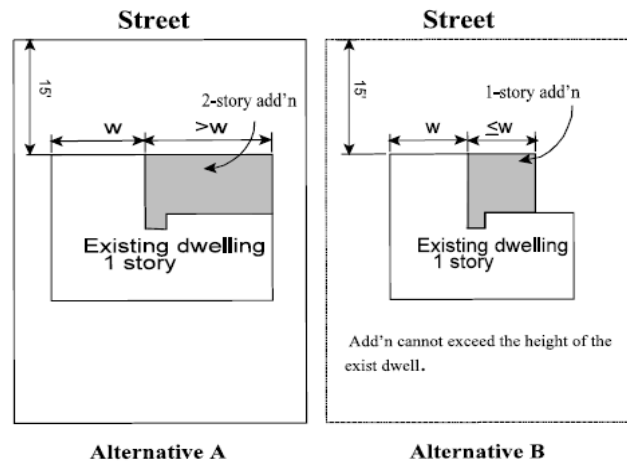 Street
15'
2-story add'n
w
>w
Existing dwelling
1 story
Alternative A
Street
15'
1-story add'n
w
≤w
Existing dwelling
1 story
Add'n cannot exceed the height of the
exist dwell.
Alternative B